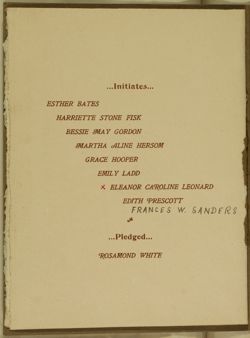 ...Initiates...
ESTHER BATES
HARRIETTE STONE FISK
BESSIE MAY GORDON
MARTHA ALINE HERSOM
GRACE HOOPER
EMILY LADD
x ELEANOR CAROLINE LEONARD
EDITH PRESCOTT
FRANCES W. SANDERS
...Pledged...
ROSAMOND WHITE